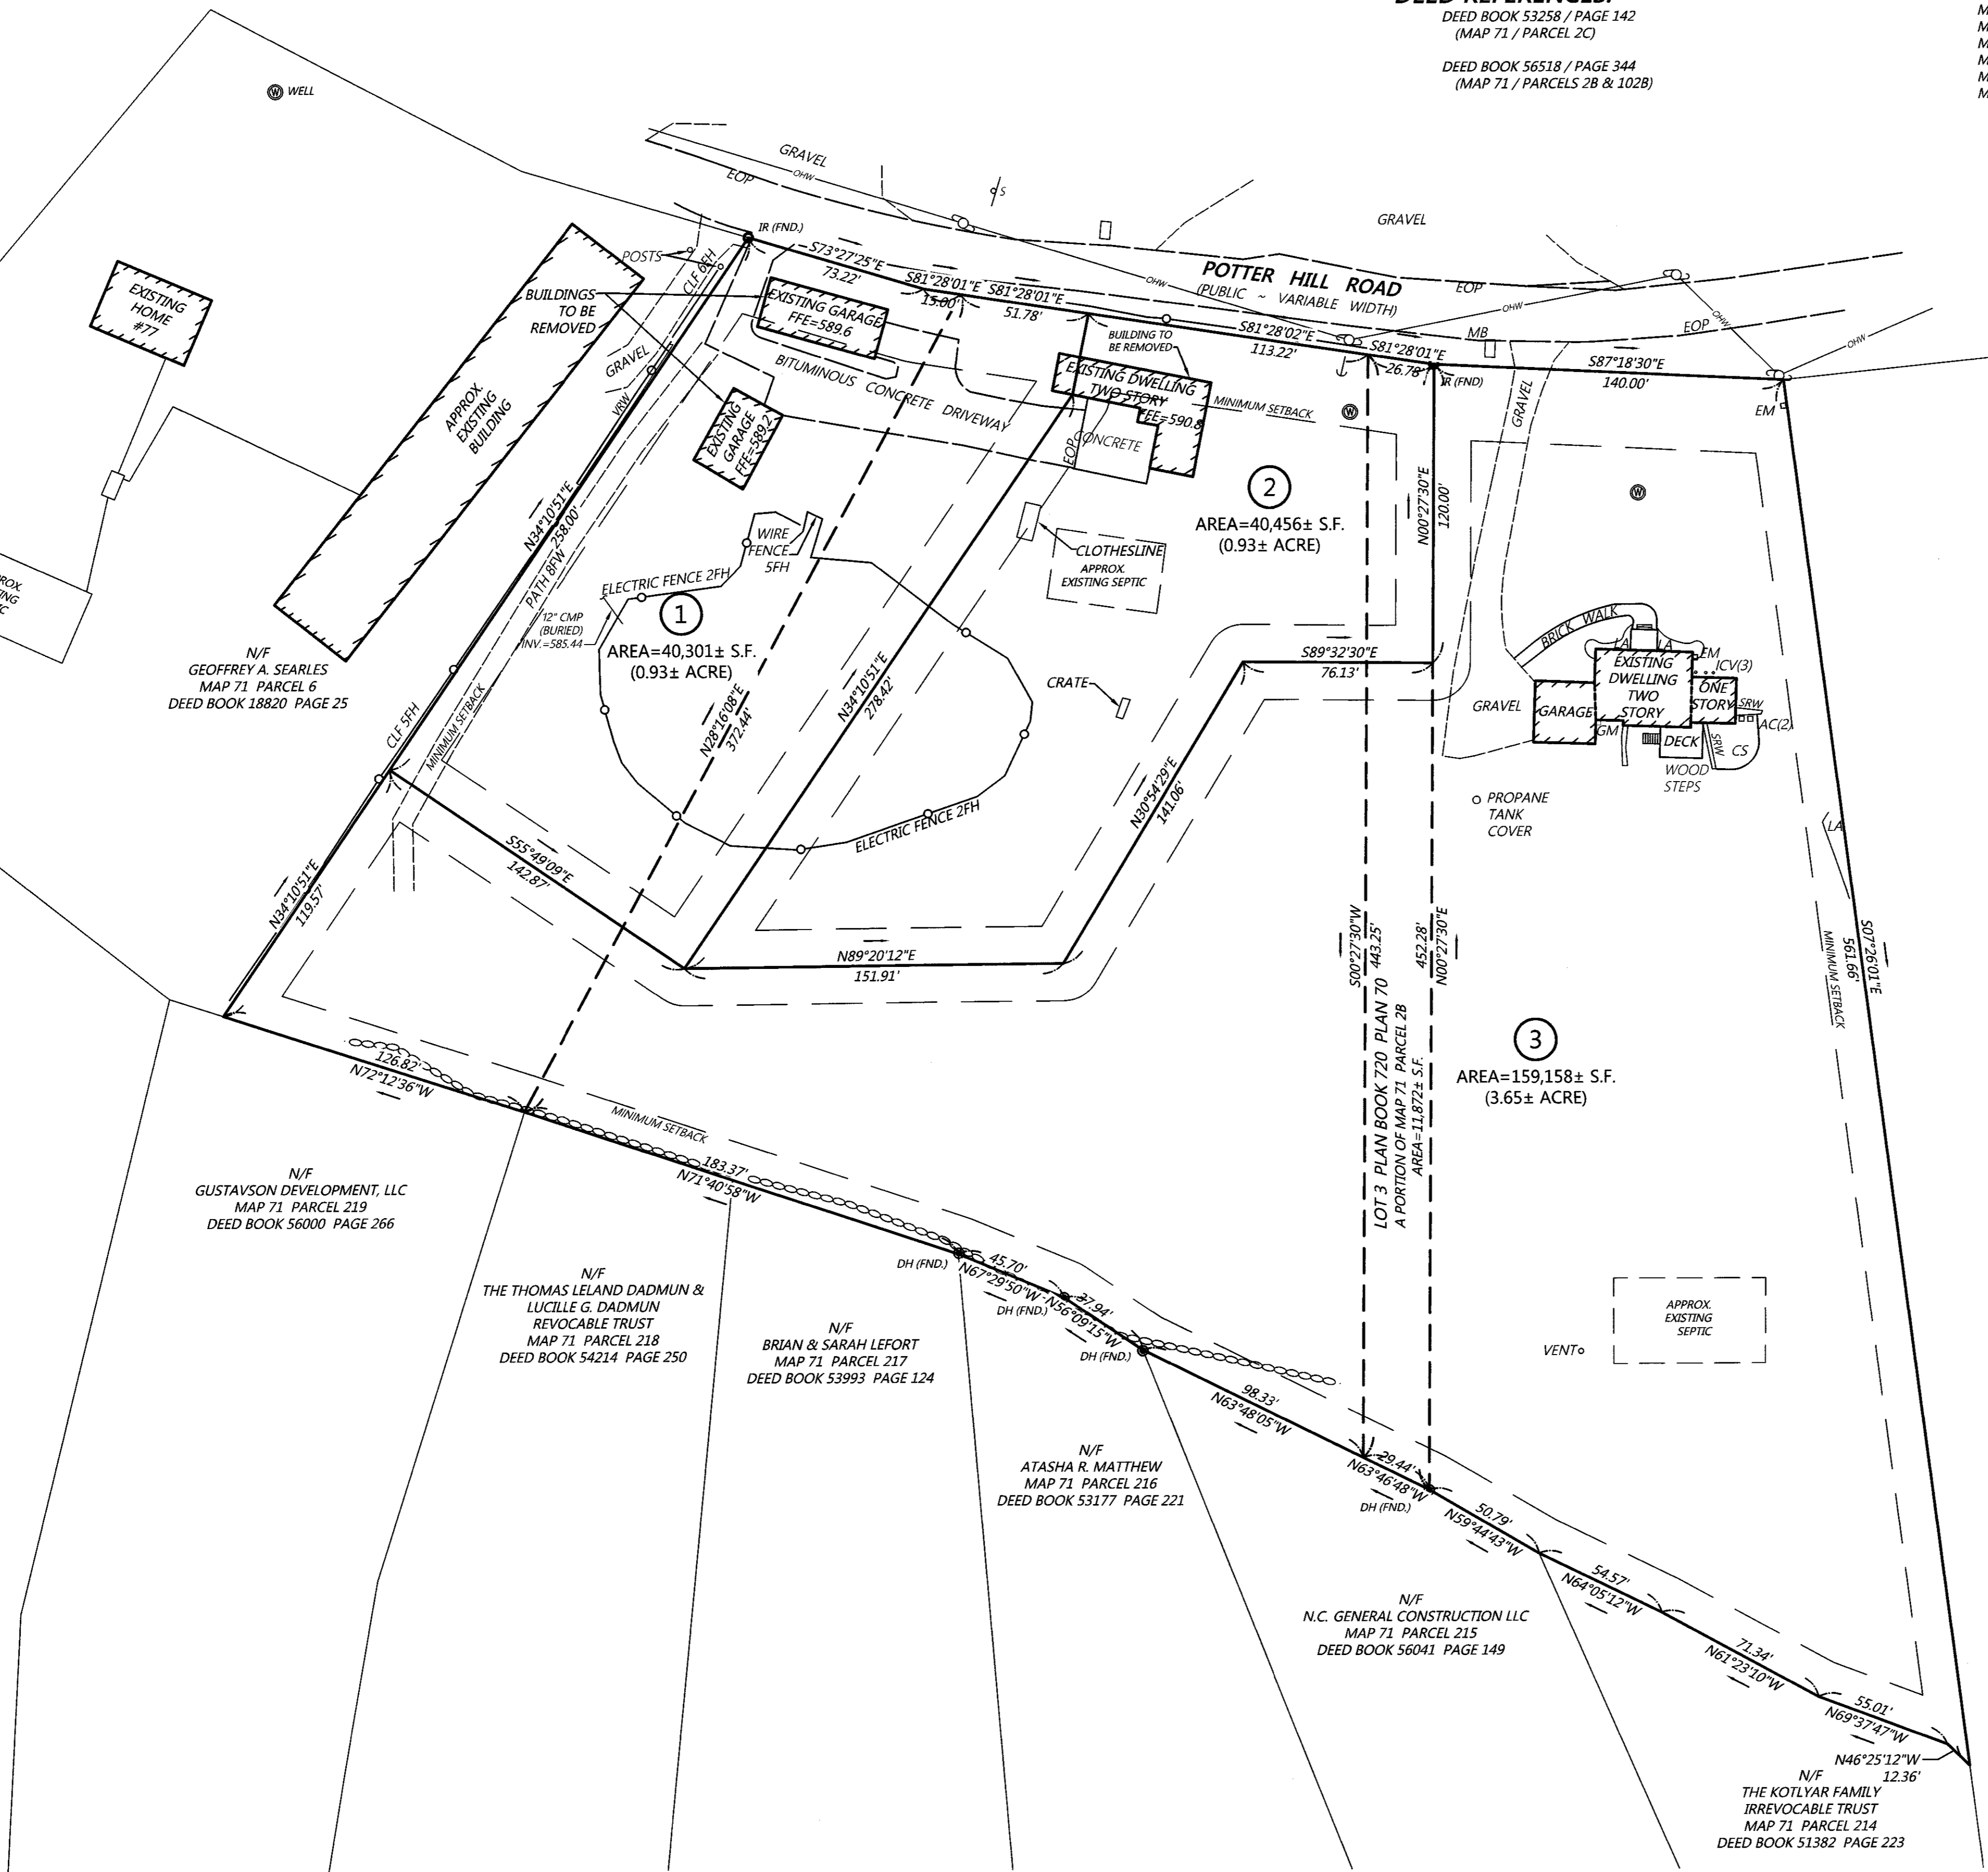 DEED REFERENCES:
DEED BOOK 53258 / PAGE 142
(MAP 71 / PARCEL 2C)
DEED BOOK 56518 / PAGE 344
(MAP 71 / PARCELS 2B & 102B)
M
M
M
M
M
M
WELL
W
GRAVEL
OHW
EOP
S
GRAVEL
POTTER HILL ROAD
(PUBLIC ~ VARIABLE WIDTH)
EOP
OHW
OHW
OHW
OHW
EOP
MB
IR (FND.)
POSTS
CLF 6FH
S73°27'25"E
73.22'
S81°28'01"E
15.00'
S81°28'01"E
51.78'
S81°28'02"E
113.22'
S81°28'01"E
26.78'
IR (FND)
S87°18'30"E
140.00'
EM
EXISTING
HOME
#77
BUILDINGS
TO BE
REMOVED
EXISTING GARAGE
FFE=589.6
BUILDING TO
BE REMOVED
EXISTING DWELLING
TWO STORY
FFE=590.8
MINIMUM SETBACK
W
GRAVEL
VRW
BITUMINOUS CONCRETE DRIVEWAY
EXISTING
GARAGE
FFE=589.2
EOP
CONCRETE
GRAVEL
APPROX.
EXISTING
BUILDING
N34°10'51"E
258.00'
PATH 8FW
WIRE
FENCE
5FH
2
AREA=40,456± S.F.
(0.93± ACRE)
N00°27'30"E
120.00'
W
CLOTHESLINE
APPROX.
EXISTING SEPTIC
ELECTRIC FENCE 2FH
12" CMP
(BURIED)
INV.=585.44
1
AREA=40,301± S.F.
(0.93± ACRE)
N/F
GEOFFREY A. SEARLES
MAP 71 PARCEL 6
DEED BOOK 18820 PAGE 25
MINIMUM SETBACK
CLF 5FH
N28°16'08"E
372.44'
N34°10'51"E
278.42'
CRATE
S89°32'30"E
76.13'
BRICK WALK
LA
LA
EM
ICV(3)
EXISTING
DWELLING
TWO
STORY
ONE
STORY
SRW
AC(2)
GRAVEL
GARAGE
GM
DECK
SRW
CS
WOOD
STEPS
PROPANE
TANK
COVER
LA
N30°54'29"E
141.06'
ELECTRIC FENCE 2FH
S55°49'09"E
142.87'
N34°10'51"E
119.57'
N89°20'12"E
151.91'
S00°27'30"W
443.25'
452.28'
N00°27'30"E
LOT 3 PLAN BOOK 720 PLAN 70
A PORTION OF MAP 71 PARCEL 2B
AREA=11,872± S.F.
S07°26'01"E
561.66'
MINIMUM SETBACK
3
AREA=159,158± S.F.
(3.65± ACRE)
126.82'
N72°12'36"W
MINIMUM SETBACK
183.37'
N71°40'58"W
N/F
GUSTAVSON DEVELOPMENT, LLC
MAP 71 PARCEL 219
DEED BOOK 56000 PAGE 266
DH (FND.)
45.70'
N67°29'50"W
DH (FND.)
37.94'
N56°09'15"W
DH (FND.)
N/F
THE THOMAS LELAND DADMUN &
LUCILLE G. DADMUN
REVOCABLE TRUST
MAP 71 PARCEL 218
DEED BOOK 54214 PAGE 250
N/F
BRIAN & SARAH LEFORT
MAP 71 PARCEL 217
DEED BOOK 53993 PAGE 124
APPROX.
EXISTING
SEPTIC
VENT
98.33'
N63°48'05"W
29.44'
N63°46'48"W
DH (FND.)
N/F
ATASHA R. MATTHEW
MAP 71 PARCEL 216
DEED BOOK 53177 PAGE 221
50.79'
N59°44'43"W
54.57'
N64°05'12"W
N/F
N.C. GENERAL CONSTRUCTION LLC
MAP 71 PARCEL 215
DEED BOOK 56041 PAGE 149
71.34'
N61°23'10"W
55.01'
N69°37'47"W
N46°25'12"W
12.36'
N/F
THE KOTLYAR FAMILY
IRREVOCABLE TRUST
MAP 71 PARCEL 214
DEED BOOK 51382 PAGE 223